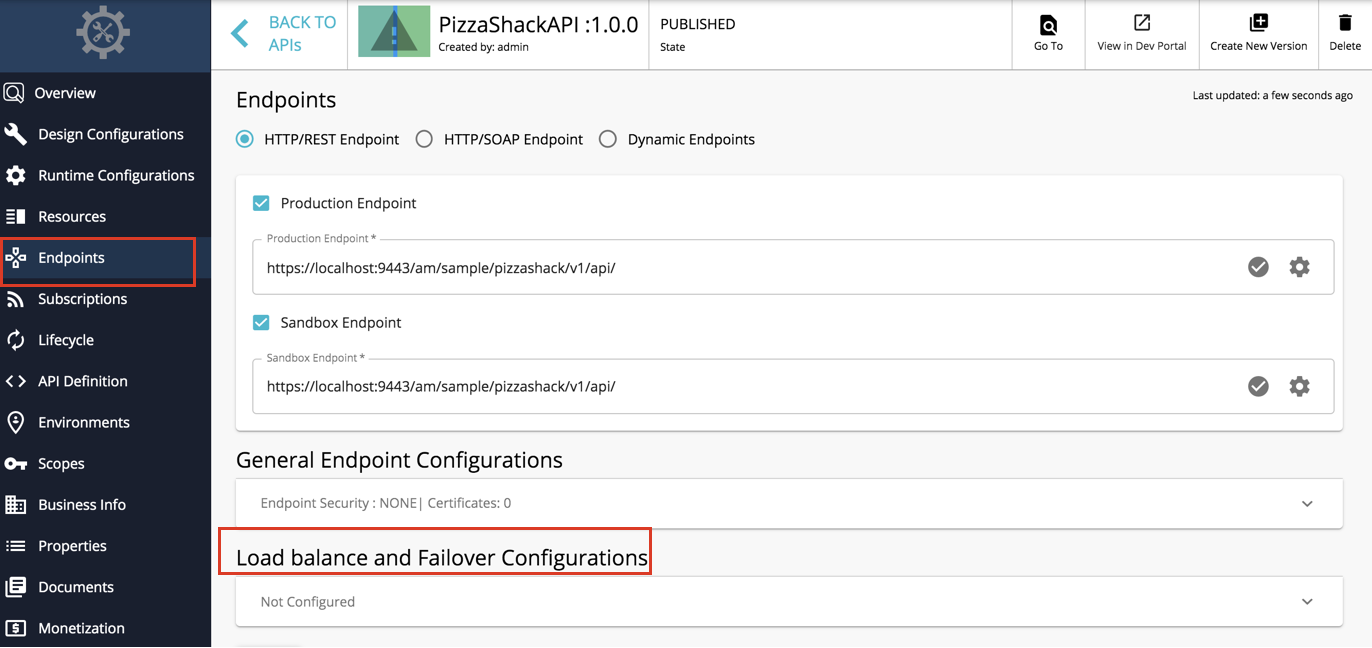 BACK TO
APIs
PizzaShackAPI :1.0.0
Created by: admin
PUBLISHED
State
Go To
View in Dev Portal
Create New Version
Delete
Overview
Design Configurations
Runtime Configurations
Resources
Endpoints
Subscriptions
Lifecycle
API Definition
Environments
Scopes
Business Info
Properties
Documents
Monetization
Endpoints
Last updated: a few seconds ago
HTTP/REST Endpoint
HTTP/SOAP Endpoint
Dynamic Endpoints
Production Endpoint
Production Endpoint *
https://localhost:9443/am/sample/pizzashack/v1/api/
Sandbox Endpoint
Sandbox Endpoint *
https://localhost:9443/am/sample/pizzashack/v1/api/
General Endpoint Configurations
Endpoint Security : NONE| Certificates: 0
Load balance and Failover Configurations
Not Configured